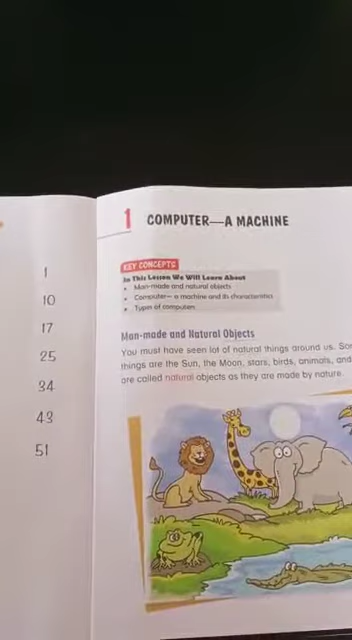 1
10
17
25
34
43
51
1 COMPUTER—A MACHINE
KEY CONCEPTS
In This Lesson We Will Learn About
• Man-made and natural objects
• Computer— a machine and its characteristics
• Types of computers
Man-made and Natural Objects
You must have seen lot of natural things around us.
things are the Sun, the Moon, stars, birds, animals, and
are called natural objects as they are made by nature.